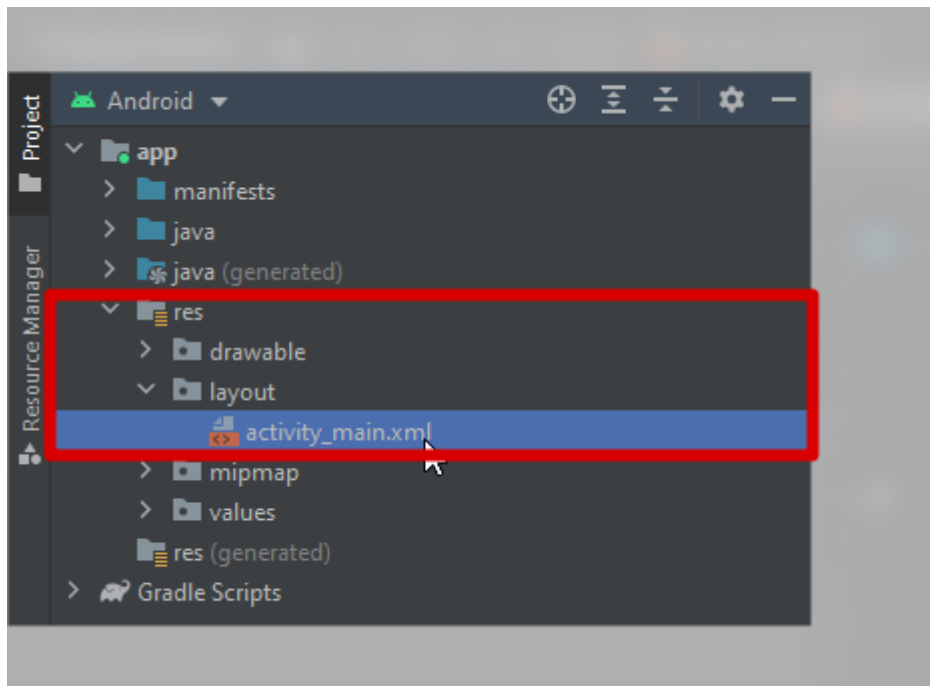 Project
Resource Manager
Android
app
manifests
java
java (generated)
res
drawable
layout
activity_main.xml
mipmap
values
res (generated)
Gradle Scripts